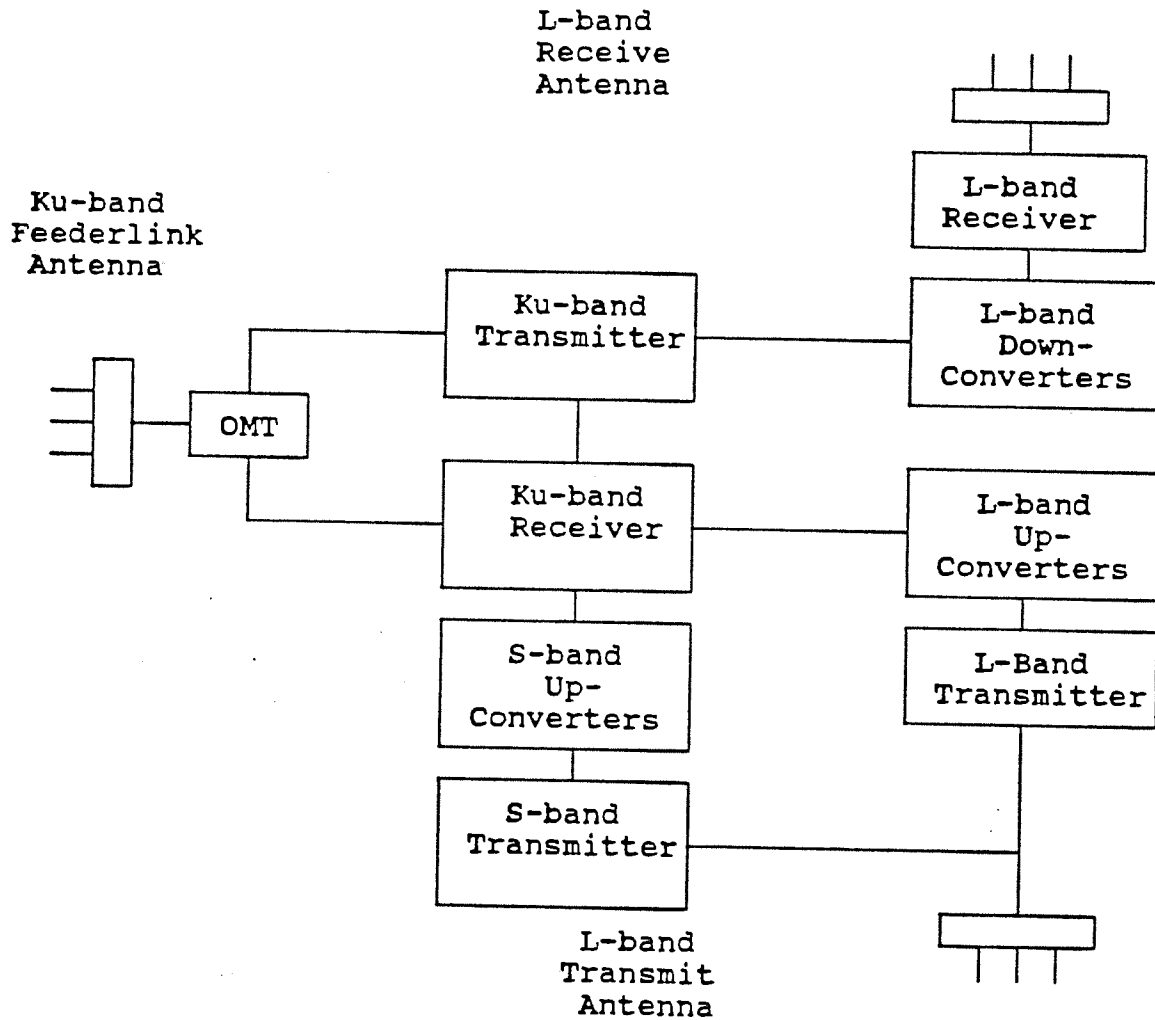 L-band
Receive
Antenna
Ku-band
Feederlink
Antenna
L-band
Receiver
Ku-band
Transmitter
L-band
Down-
Converters
OMT
Ku-band
Receiver
L-band
Up-
Converters
S-band
Up-
Converters
L-Band
Transmitter
S-band
Transmitter
L-band
Transmit
Antenna